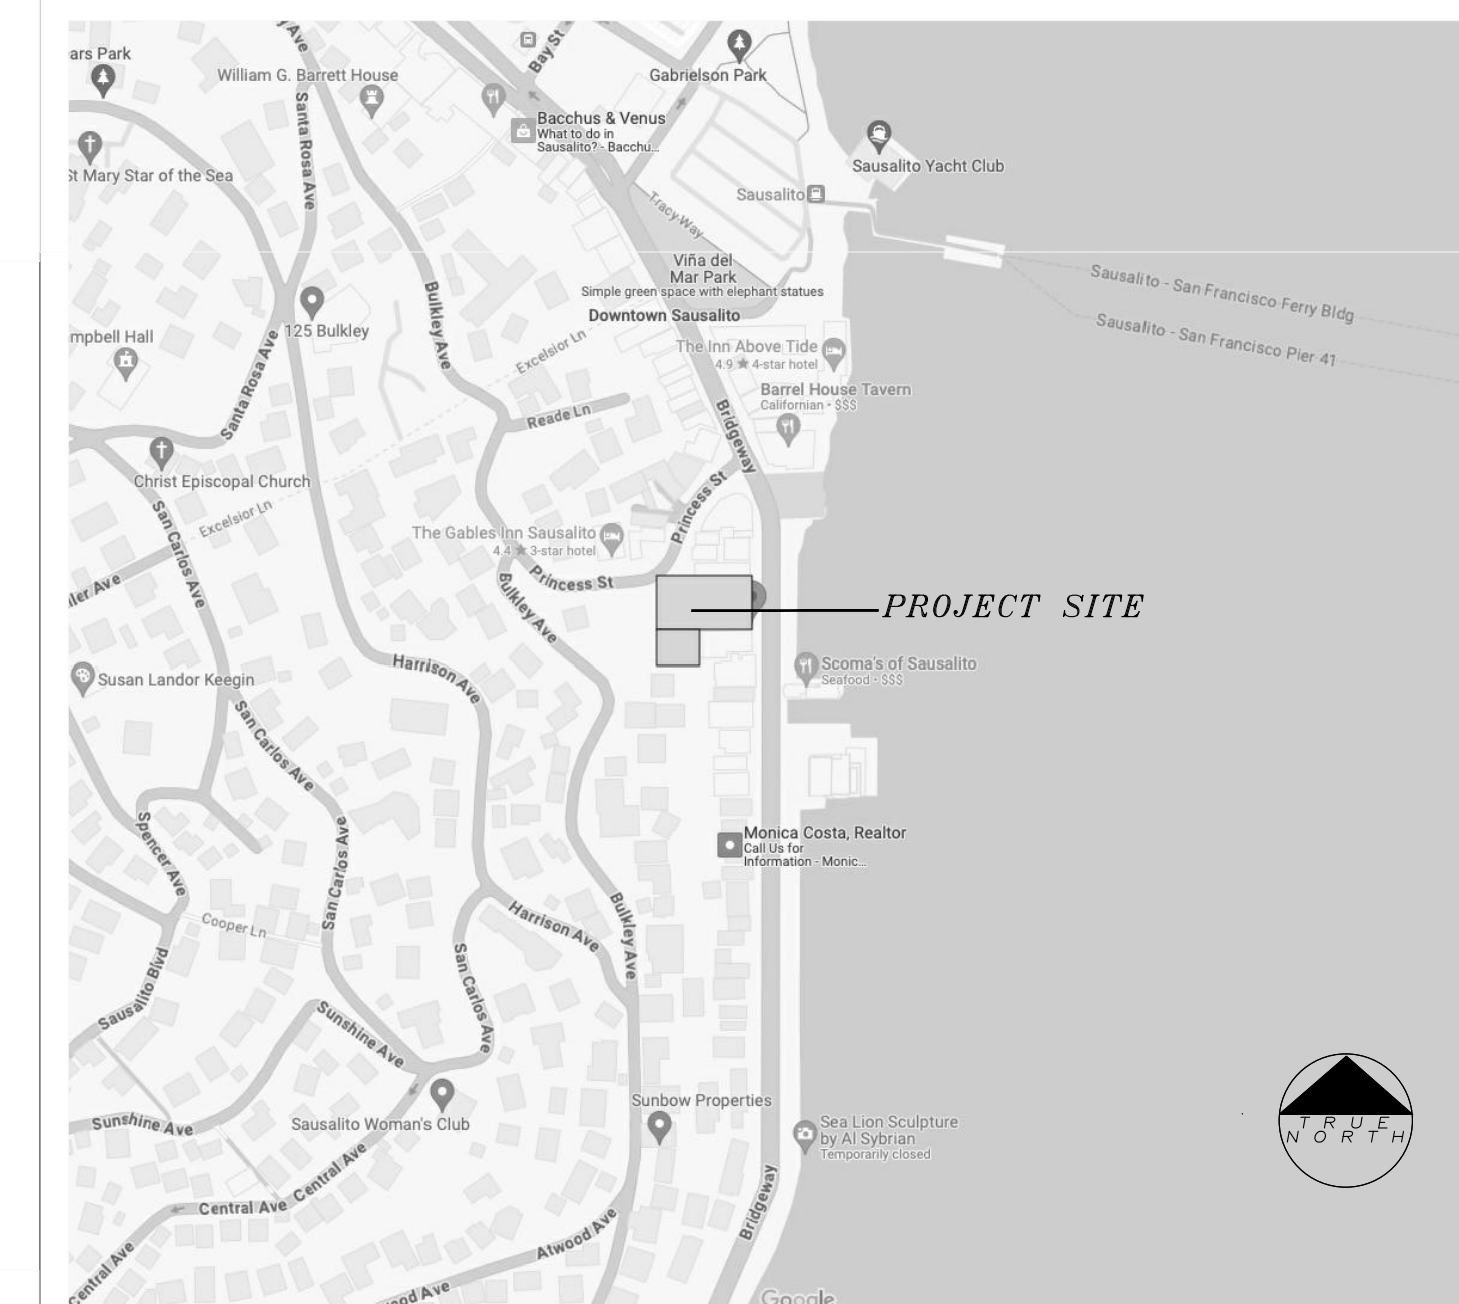 y Ave
ars Park
William G. Barrett House
Bay St
Gabrielson Park
Santa Rosa Ave
Bacchus & Venus
What to do in
Sausalito? - Bacchu...
St Mary Star of the Sea
Sausalito Yacht Club
Sausalito
Tracy Way
Viña del
Mar Park
Simple green space with elephant statues
Downtown Sausalito
Sausalito - San Francisco Ferry Bldg
Sausalito - San Francisco Pier 41
125 Bulkley
mpbell Hall
Bulkley Ave
Excelsior Ln
The Inn Above Tide
4.9 ★ 4-star hotel
Santa Rosa Ave
Barrel House Tavern
Californian • $$$
Reade Ln
Bridgeway
Christ Episcopal Church
Excelsior Ln
San Carlos Ave
Princess St
The Gables Inn Sausalito
4.4 ★ 3-star hotel
ller Ave
Princess St
Bulkley Ave
PROJECT SITE
Harrison Ave
Scoma's of Sausalito
Seafood • $$$
Susan Landor Keegin
San Carlos Ave
Spencer Ave
San Carlos Ave
Monica Costa, Realtor
Call Us for
Information - Monic...
Cooper Ln
Harrison Ave
Bulkley Ave
Sausalito Blvd
San Carlos Ave
Sunshine Ave
Sunshine Ave
Sausalito Woman's Club
Sunbow Properties
Sea Lion Sculpture
by Al Sybrian
Temporarily closed
TRUE
NORTH
Central Ave
Central Ave
Bridgeway
Atwood Ave
Central Ave
ood Ave
Google